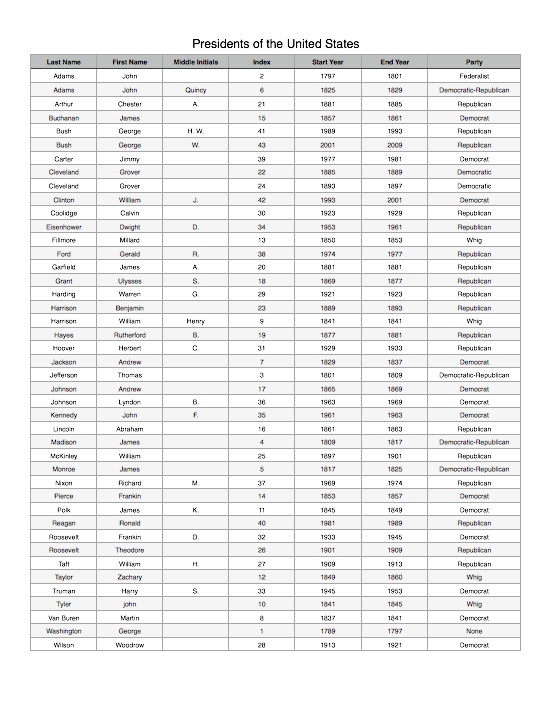 Presidents of the United States
Last Name First Name Middle Initials Index Start Year End Year Party
Adams John 2 1797 1801 Federalist
Adams John Quincy 6 1825 1829 Democratic-Republican
Arthur Chester A. 21 1881 1885 Republican
Buchanan James 15 1857 1861 Democrat
Bush George H. W. 41 1989 1993 Republican
Bush George W. 43 2001 2009 Republican
Carter Jimmy 39 1977 1981 Democrat
Cleveland Grover 22 1885 1889 Democratic
Cleveland Grover 24 1893 1897 Democratic
Clinton William J. 42 1993 2001 Democrat
Coolidge Calvin 30 1923 1929 Republican
Eisenhower Dwight D. 34 1953 1961 Republican
Fillmore Millard 13 1850 1853 Whig
Ford Gerald R. 38 1974 1977 Republican
Garfield James A. 20 1881 1881 Republican
Grant Ulysses S. 18 1869 1877 Republican
Harding Warren G. 29 1921 1923 Republican
Harrison Benjamin 23 1889 1893 Republican
Harrison William Henry 9 1841 1841 Whig
Hayes Rutherford B. 19 1877 1881 Republican
Hoover Herbert C. 31 1929 1933 Republican
Jackson Andrew 7 1829 1837 Democrat
Jefferson Thomas 3 1801 1809 Democratic-Republican
Johnson Andrew 17 1865 1869 Democrat
Johnson Lyndon B. 36 1963 1969 Democrat
Kennedy John F. 35 1961 1963 Democrat
Lincoln Abraham 16 1861 1863 Republican
Madison James 4 1809 1817 Democratic-Republican
McKinley William 25 1897 1901 Republican
Monroe James 5 1817 1825 Democratic-Republican
Nixon Richard M. 37 1969 1974 Republican
Pierce Frankin 14 1853 1857 Democrat
Polk James K. 11 1845 1849 Democrat
Reagan Ronald 40 1981 1989 Republican
Roosevelt Frankin D. 32 1933 1945 Democrat
Roosevelt Theodore 26 1901 1909 Republican
Taft William H. 27 1909 1913 Republican
Taylor Zachary 12 1849 1860 Whig
Truman Harry S. 33 1945 1953 Democrat
Tyler john 10 1841 1845 Whig
Van Buren Martin 8 1837 1841 Democrat
Washington George 1 1789 1797 None
Wilson Woodrow 28 1913 1921 Democrat